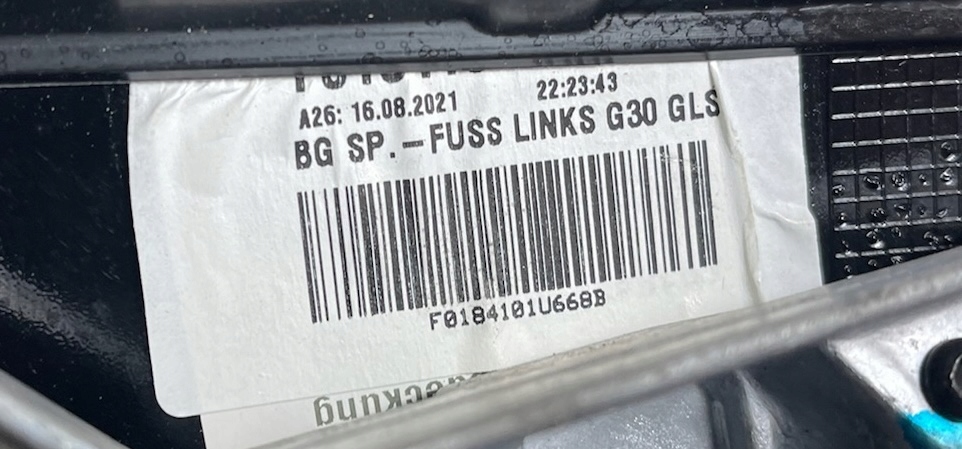 A26: 16.08.2021 22:23:43
BG SP.-FUSS LINKS G30 GLS
F0184101U668B